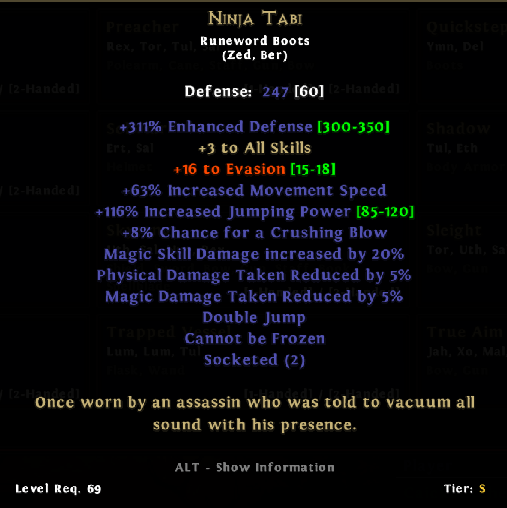 Ninja Tabi
Runeword Boots
(Zed, Ber)
Defense: 247 [60]
+311% Enhanced Defense [300-350]
+3 to All Skills
+16 to Evasion [15-18]
+63% Increased Movement Speed
+116% Increased Jumping Power [85-120]
+8% Chance for a Crushing Blow
Magic Skill Damage increased by 20%
Physical Damage Taken Reduced by 5%
Magic Damage Taken Reduced by 5%
Double Jump
Cannot be Frozen
Socketed (2)
Once worn by an assassin who was told to vacuum all
sound with his presence.
ALT - Show Information
Level Req. 69
Tier: S
Preacher
Rex, Tor, Tul,
[2-Handed]
Ert, Sal
[2-Handed]
Trapped
Lum, Lum, Tul
[2-Handed]
Quickstep
Ymn, Del
Shadow
Tul, Eth
Sleight
Tor, Uth, Sa
True Aim
Jah, Xo, Mal